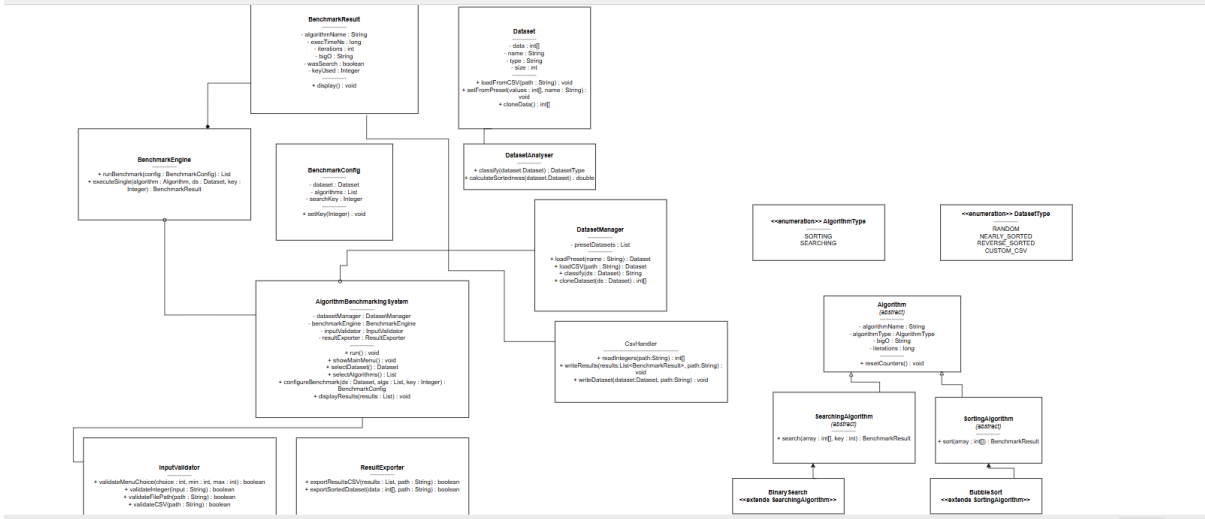 BenchmarkResult
- algorithmName : String
- execTimeNs : long
- iterations : int
- bigO : String
- wasSearch : boolean
- keyUsed : Integer
+ display() : void
Dataset
- data : int[]
- name : String
- type : String
- size : int
+ loadFromCSV(path : String) : void
+ setFromPreset(values : int[], name : String) :
void
+ cloneData() : int[]
BenchmarkEngine
+ runBenchmark(config : BenchmarkConfig) : List
+ executeSingle(algorithm : Algorithm, ds : Dataset, key :
Integer) : BenchmarkResult
BenchmarkConfig
- dataset : Dataset
- algorithms : List
- searchKey : Integer
+ setKey(Integer) : void
DatasetAnalyser
+ classify(dataset:Dataset) : DatasetType
+ calculateSortedness(dataset:Dataset) : double
DatasetManager
- presetDatasets : List
+ loadPreset(name : String) : Dataset
+ loadCSV(path : String) : Dataset
+ classify(ds : Dataset) : String
+ cloneDataset(ds : Dataset) : int[]
<<enumeration>> AlgorithmType
SORTING
SEARCHING
<<enumeration>> DatasetType
RANDOM
NEARLY_SORTED
REVERSE_SORTED
CUSTOM_CSV
AlgorithmBenchmarkingSystem
- datasetManager : DatasetManager
- benchmarkEngine : BenchmarkEngine
- inputValidator : InputValidator
- resultExporter : ResultExporter
+ run() : void
+ showMainMenu() : void
+ selectDataset() : Dataset
+ selectAlgorithms() : List
+ configureBenchmark(ds : Dataset, algs : List, key : Integer) :
BenchmarkConfig
+ displayResults(results : List) : void
CsvHandler
+ readIntegers(path:String) : int[]
+ writeResults(results:List<BenchmarkResult>, path:String) :
void
+ writeDataset(dataset:Dataset, path:String) : void
Algorithm
(abstract)
- algorithmName : String
- algorithmType : AlgorithmType
- bigO : String
- iterations : long
+ resetCounters() : void
SearchingAlgorithm
(abstract)
+ search(array : int[], key : int) : BenchmarkResult
SortingAlgorithm
(abstract)
+ sort(array : int[]) : BenchmarkResult
InputValidator
+ validateMenuChoice(choice : int, min : int, max : int) : boolean
+ validateInteger(input : String) : boolean
+ validateFilePath(path : String) : boolean
+ validateCSV(path : String) : boolean
ResultExporter
+ exportResultsCSV(results : List, path : String) : boolean
+ exportSortedDataset(data : int[], path : String) : boolean
BinarySearch
<<extends SearchingAlgorithm>>
BubbleSort
<<extends SortingAlgorithm>>